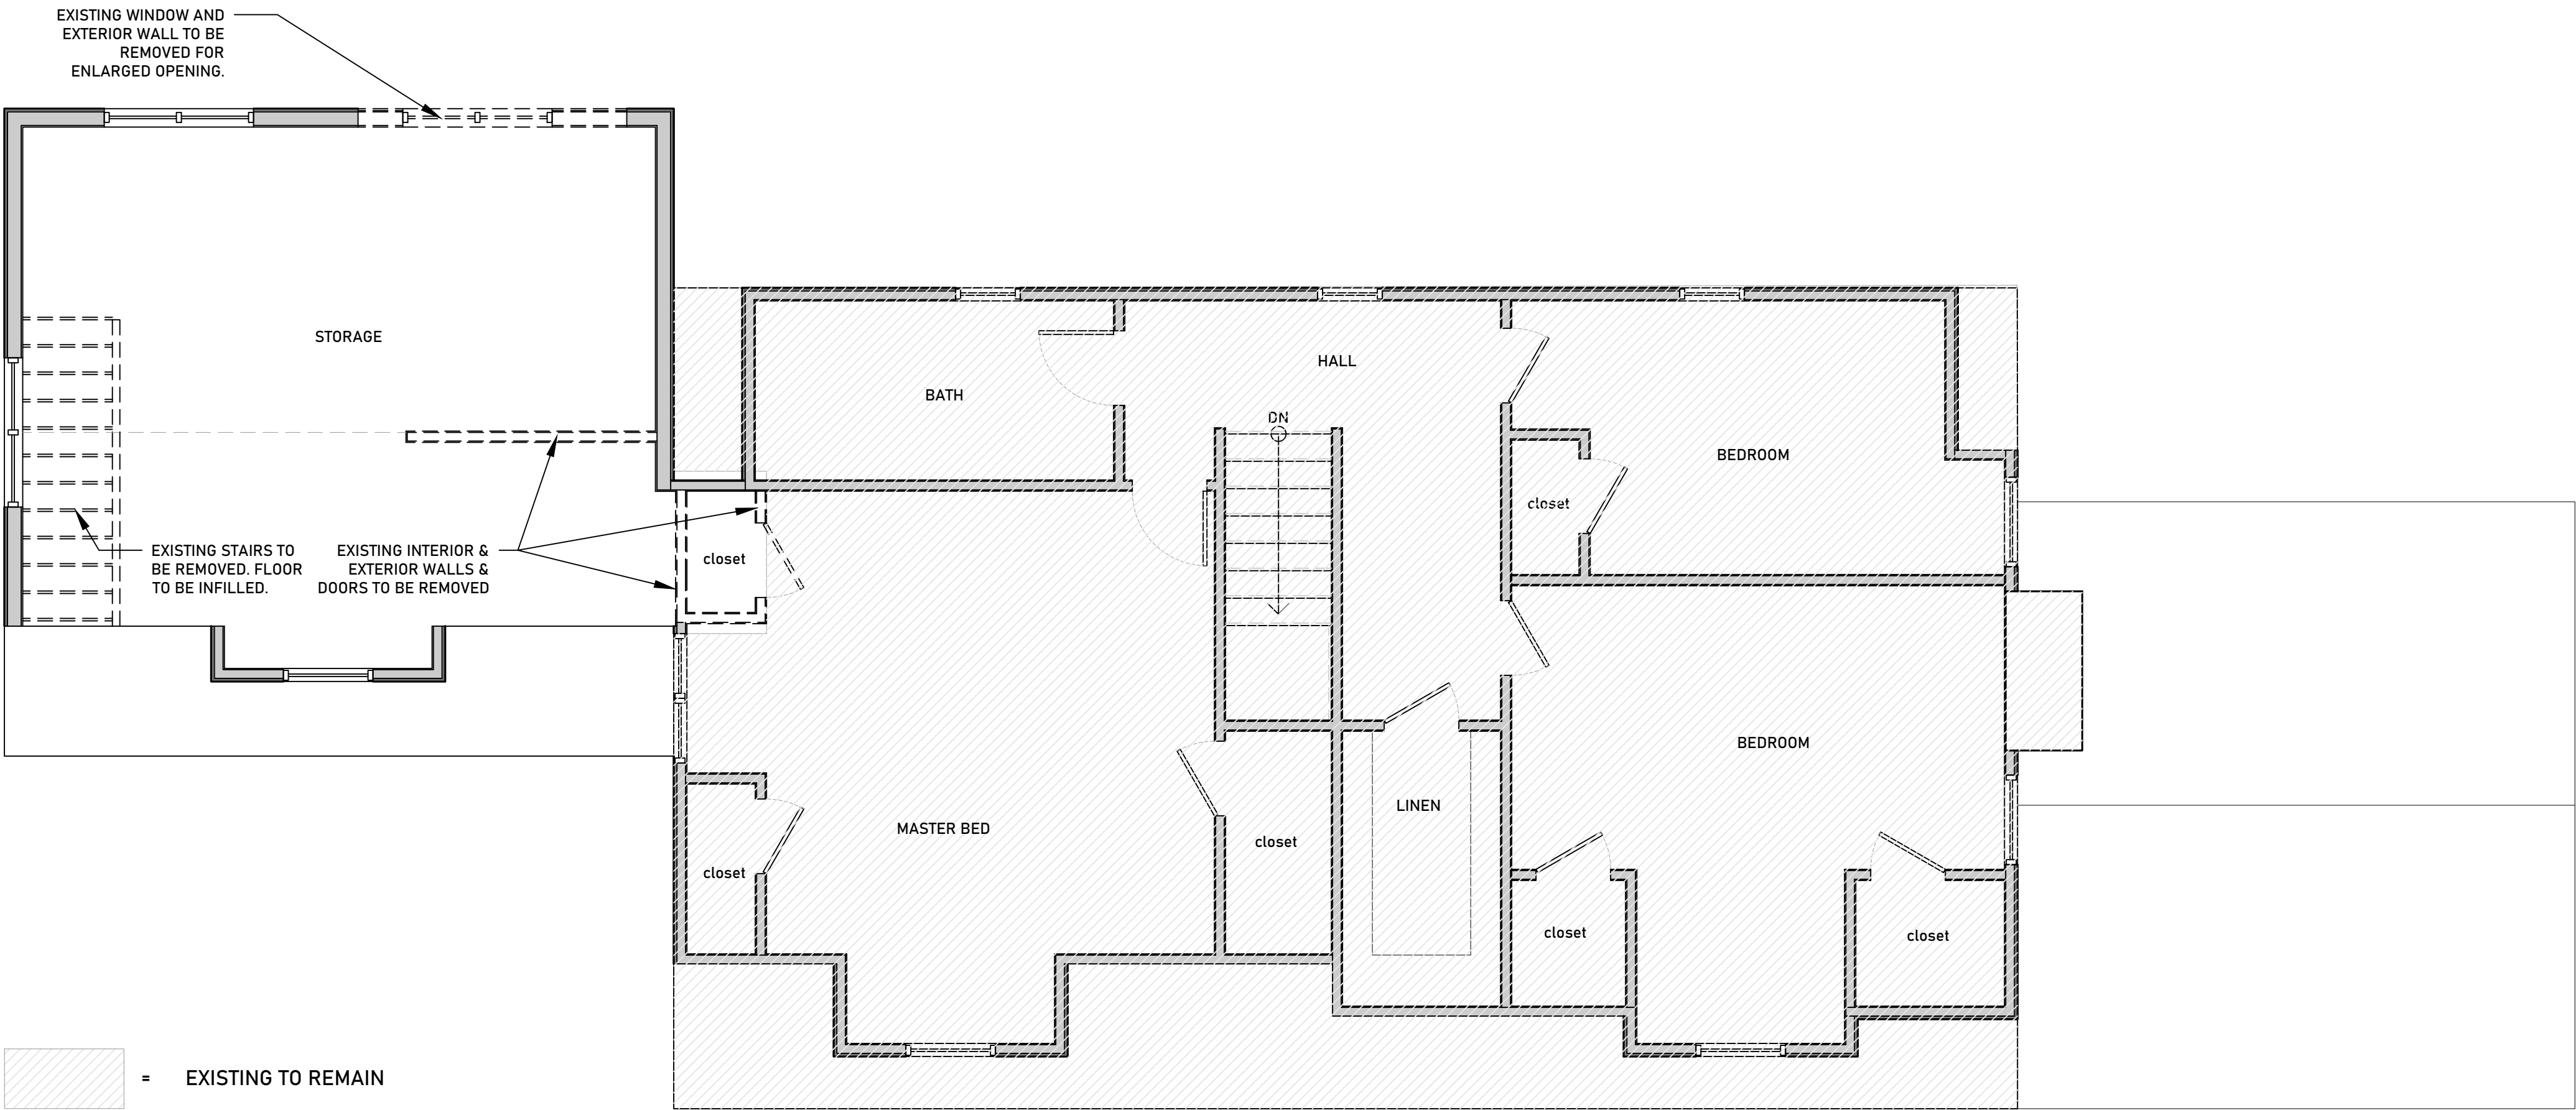 EXISTING WINDOW AND
EXTERIOR WALL TO BE
REMOVED FOR
ENLARGED OPENING.
STORAGE
HALL
BATH
DN
BEDROOM
closet
EXISTING STAIRS TO
BE REMOVED. FLOOR
TO BE INFILLED.
EXISTING INTERIOR &
EXTERIOR WALLS &
DOORS TO BE REMOVED
closet
BEDROOM
LINEN
MASTER BED
closet
closet
closet
closet
= EXISTING TO REMAIN